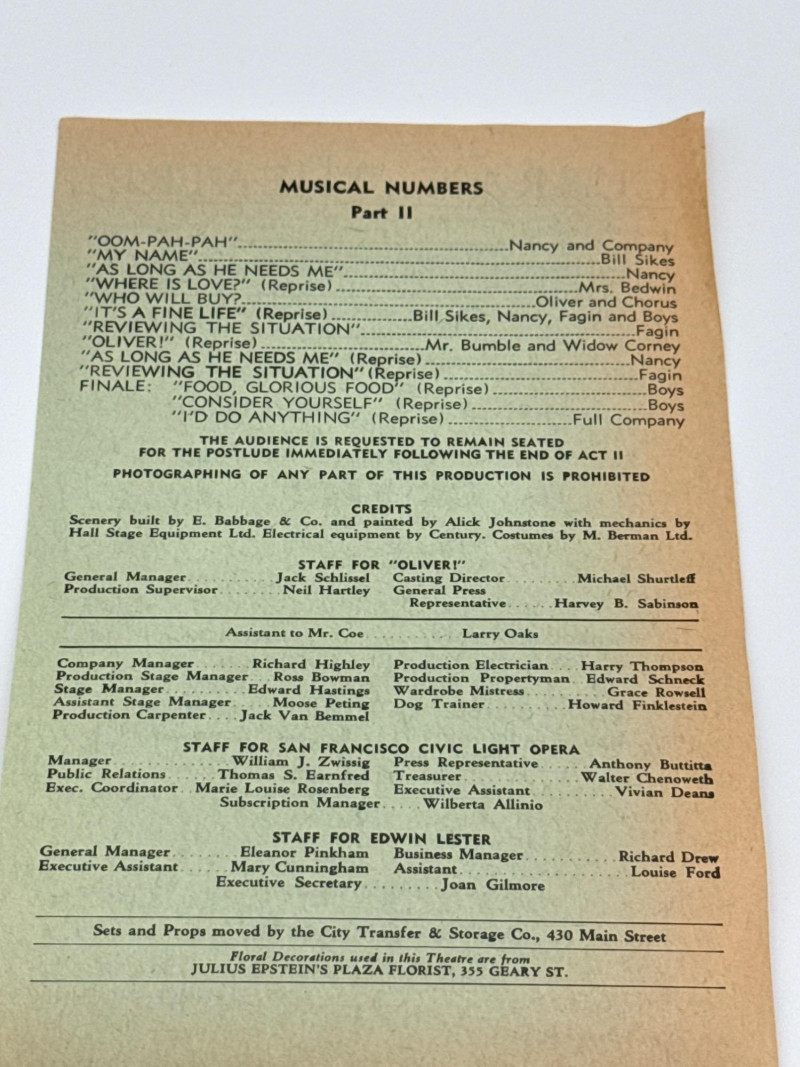 MUSICAL NUMBERS
Part II
"OOM-PAH-PAH"........Nancy and Company
"MY NAME"........Bill Sikes
"AS LONG AS HE NEEDS ME"........Nancy
"WHERE IS LOVE?" (Reprise)........Mrs. Bedwin
"WHO WILL BUY?........Oliver and Chorus
"IT'S A FINE LIFE" (Reprise)........Bill Sikes, Nancy, Fagin and Boys
"REVIEWING THE SITUATION"........Fagin
"OLIVER!" (Reprise)........Mr. Bumble and Widow Corney
"AS LONG AS HE NEEDS ME" (Reprise)........Nancy
"REVIEWING THE SITUATION" (Reprise)........Fagin
FINALE: "FOOD, GLORIOUS FOOD" (Reprise)........Boys
"CONSIDER YOURSELF" (Reprise)........Boys
"I'D DO ANYTHING" (Reprise)........Full Company
THE AUDIENCE IS REQUESTED TO REMAIN SEATED
FOR THE POSTLUDE IMMEDIATELY FOLLOWING THE END OF ACT II
PHOTOGRAPHING OF ANY PART OF THIS PRODUCTION IS PROHIBITED
CREDITS
Scenery built by E. Babbage & Co. and painted by Alick Johnstone with mechanics by
Hall Stage Equipment Ltd. Electrical equipment by Century. Costumes by M. Berman Ltd.
STAFF FOR "OLIVER!"
General Manager........Jack Schlissel Casting Director........Michael Shurtleff
Production Supervisor........Neil Hartley General Press
Representative......Harvey B. Sabinson
Assistant to Mr. Coe........Larry Oaks
Company Manager......Richard Highley Production Electrician...Harry Thompson
Production Stage Manager...Ross Bowman Production Propertyman..Edward Schneck
Stage Manager........Edward Hastings Wardrobe Mistress........Grace Rowsell
Assistant Stage Manager....Moose Peting Dog Trainer........Howard Finklestein
Production Carpenter....Jack Van Bemmel
STAFF FOR SAN FRANCISCO CIVIC LIGHT OPERA
Manager........William J. Zwissig Press Representative.....Anthony Buttitta
Public Relations......Thomas S. Earnfred Treasurer........Walter Chenoweth
Exec. Coordinator..Marie Louise Rosenberg Executive Assistant........Vivian Deans
Subscription Manager.....Wilberta Allinio
STAFF FOR EDWIN LESTER
General Manager.......Eleanor Pinkham Business Manager........Richard Drew
Executive Assistant.....Mary Cunningham Assistant........Louise Ford
Executive Secretary........Joan Gilmore
Sets and Props moved by the City Transfer & Storage Co., 430 Main Street
Floral Decorations used in this Theatre are from
JULIUS EPSTEIN'S PLAZA FLORIST, 355 GEARY ST.